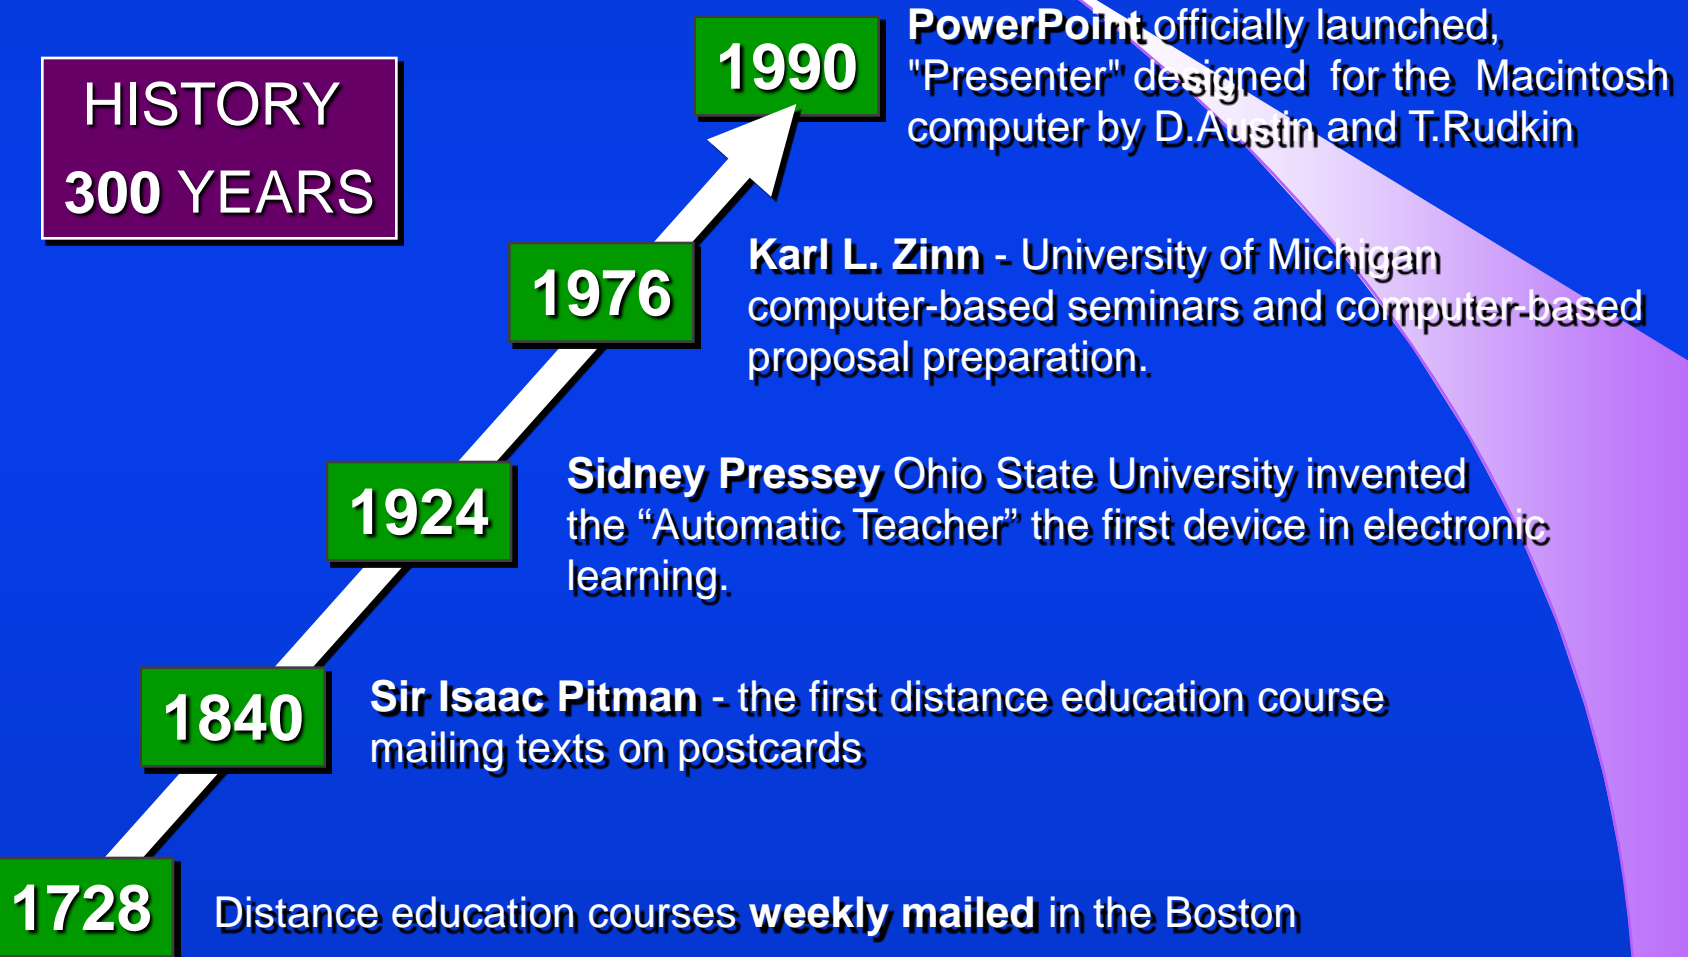 HISTORY
300 YEARS
1990
PowerPoint officially launched,
"Presenter" designed for the Macintosh
computer by D.Austin and T.Rudkin
1976
Karl L. Zinn - University of Michigan
computer-based seminars and computer-based
proposal preparation.
1924
Sidney Pressey Ohio State University invented
the “Automatic Teacher” the first device in electronic
learning.
1840
Sir Isaac Pitman - the first distance education course
mailing texts on postcards
1728
Distance education courses weekly mailed in the Boston